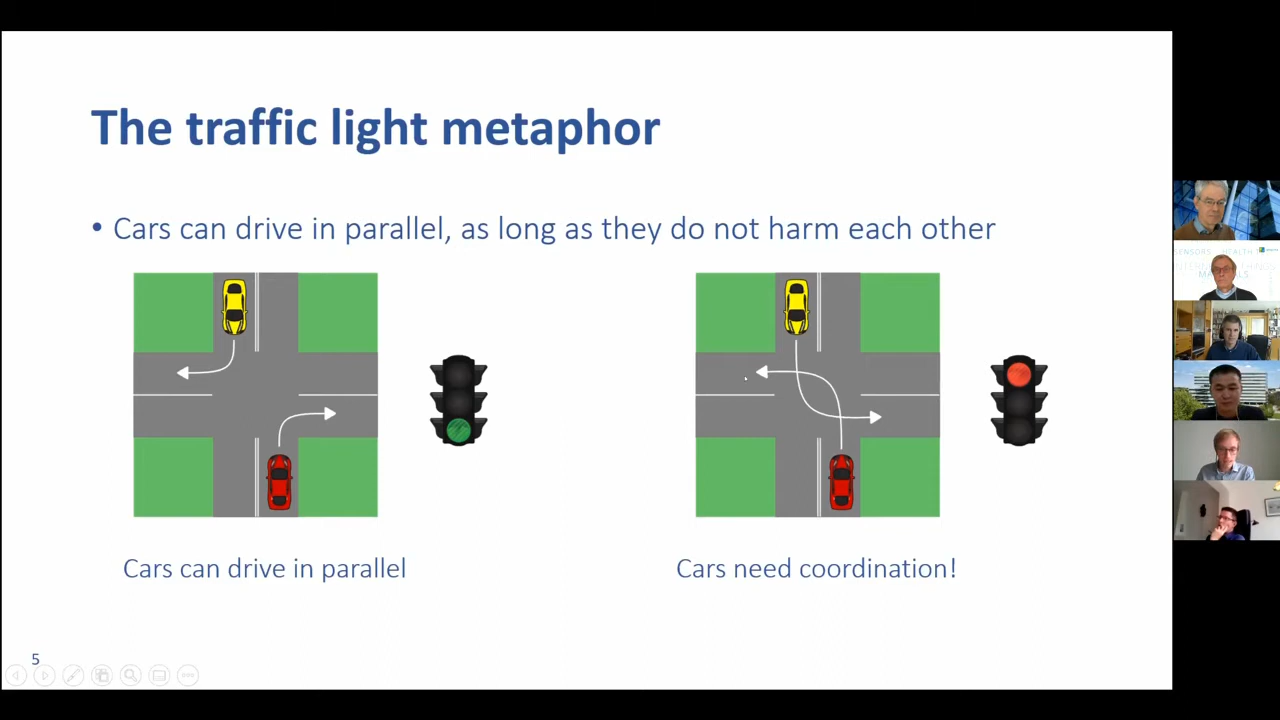 The traffic light metaphor
• Cars can drive in parallel, as long as they do not harm each other
Cars can drive in parallel
Cars need coordination!
5